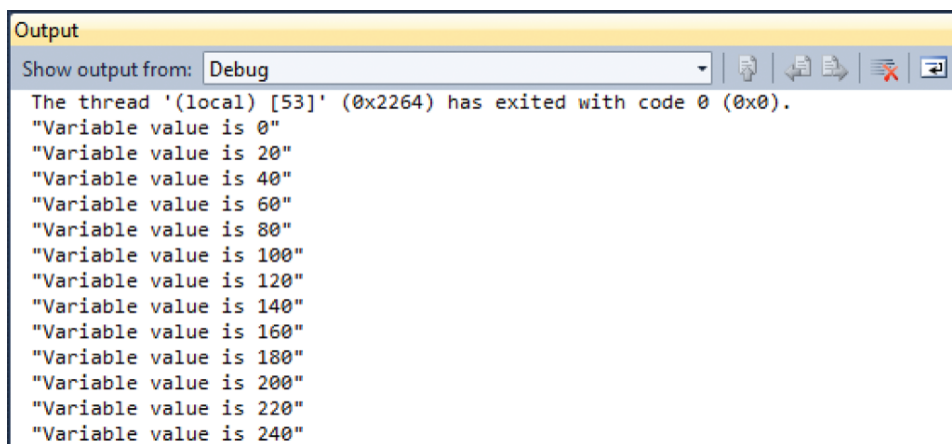 Output
Show output from: Debug
The thread '(local) [53]' (0x2264) has exited with code 0 (0x0).
"Variable value is 0"
"Variable value is 20"
"Variable value is 40"
"Variable value is 60"
"Variable value is 80"
"Variable value is 100"
"Variable value is 120"
"Variable value is 140"
"Variable value is 160"
"Variable value is 180"
"Variable value is 200"
"Variable value is 220"
"Variable value is 240"